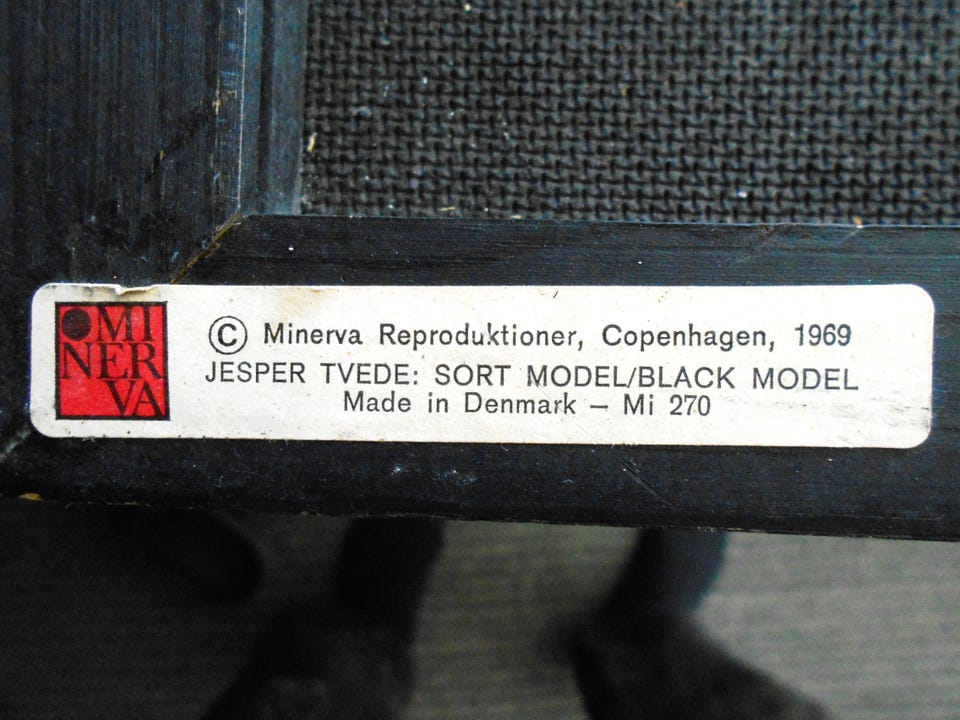 MI
NER
VA
© Minerva Reproduktioner, Copenhagen, 1969
JESPER TVEDE: SORT MODEL/BLACK MODEL
Made in Denmark – Mi 270